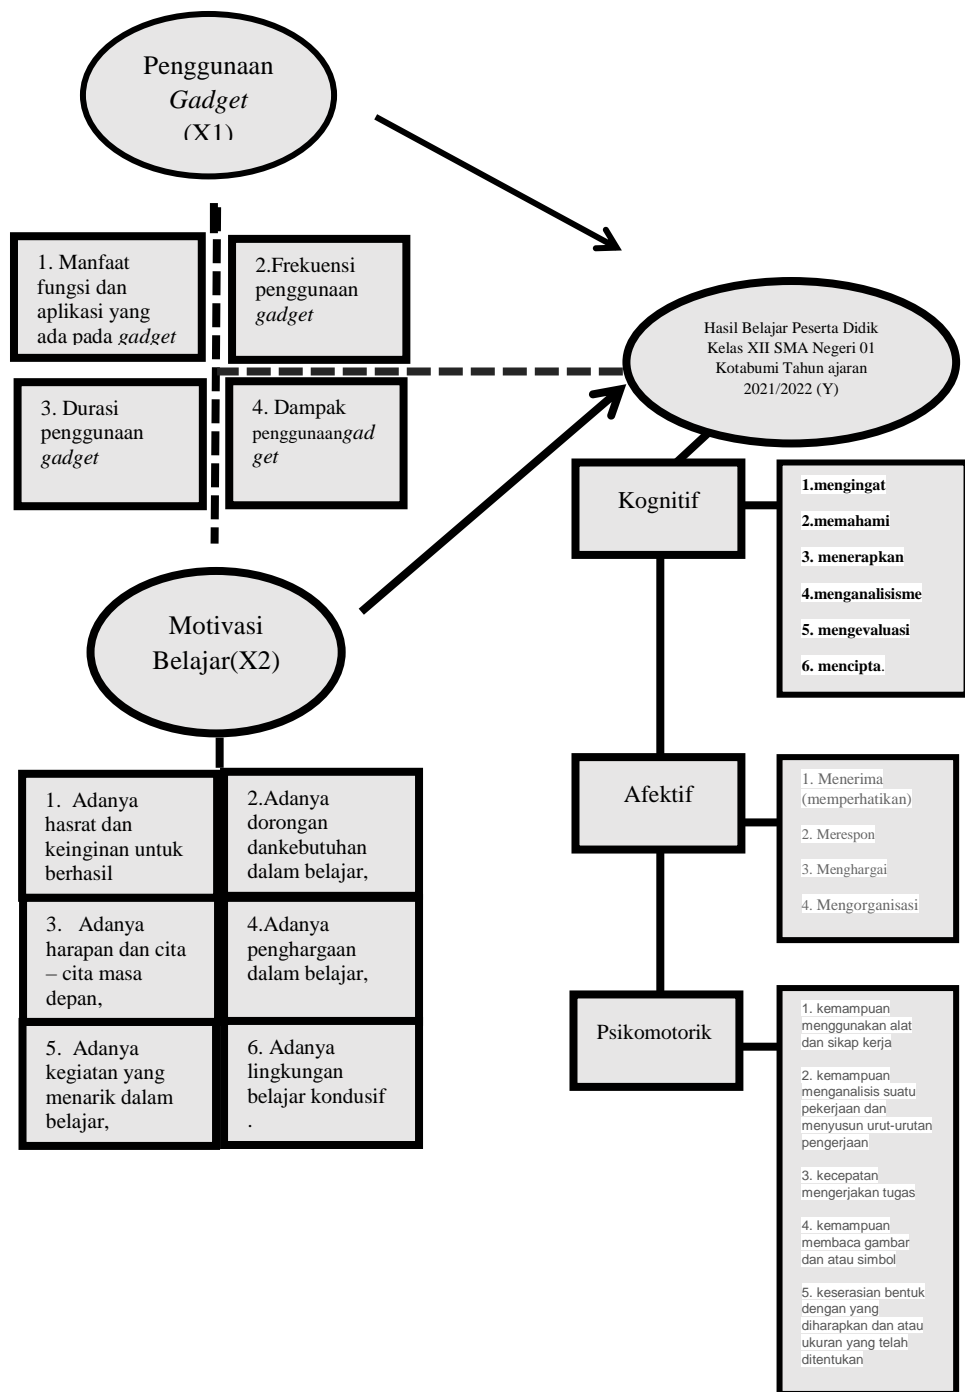 Penggunaan
Gadget
(X1)
1. Manfaat
fungsi dan
aplikasi yang
ada pada gadget
2.Frekuensi
penggunaan
gadget
3. Durasi
penggunaan
gadget
4. Dampak
penggunaangad
get
Hasil Belajar Peserta Didik
Kelas XII SMA Negeri 01
Kotabumi Tahun ajaran
2021/2022 (Y)
Motivasi
Belajar(X2)
1. Adanya
hasrat dan
keinginan untuk
berhasil
2.Adanya
dorongan
dankebutuhan
dalam belajar,
3. Adanya
harapan dan cita
– cita masa
depan,
4.Adanya
penghargaan
dalam belajar,
5. Adanya
kegiatan yang
menarik dalam
belajar,
6. Adanya
lingkungan
belajar kondusif
.
Kognitif
1.mengingat
2.memahami
3. menerapkan
4.menganalisisme
5. mengevaluasi
6. mencipta.
Afektif
1. Menerima
(memperhatikan)
2. Merespon
3. Menghargai
4. Mengorganisasi
Psikomotorik
1. kemampuan
menggunakan alat
dan sikap kerja
2. kemampuan
menganalisis suatu
pekerjaan dan
menyusun urut-urutan
pengerjaan
3. kecepatan
mengerjakan tugas
4. kemampuan
membaca gambar
dan atau simbol
5. keserasian bentuk
dengan yang
diharapkan dan atau
ukuran yang telah
ditentukan